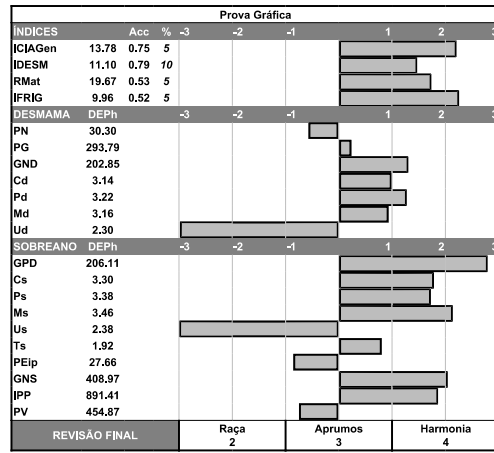 Prova Gráfica
ÍNDICES Acc % -3 -2 -1 1 2 3
ICIAGen 13.78 0.75 5
IDESM 11.10 0.79 10
RMat 19.67 0.53 5
IFRIG 9.96 0.52 5
DESMAMA DEPh -3 -2 -1 1 2 3
PN 30.30
PG 293.79
GND 202.85
Cd 3.14
Pd 3.22
Md 3.16
Ud 2.30
SOBREANO DEPh -3 -2 -1 1 2 3
GPD 206.11
Cs 3.30
Ps 3.38
Ms 3.46
Us 2.38
Ts 1.92
PEip 27.66
GNS 408.97
IPP 891.41
PV 454.87
REVISÃO FINAL Raça Aprumos Harmonia
2 3 4